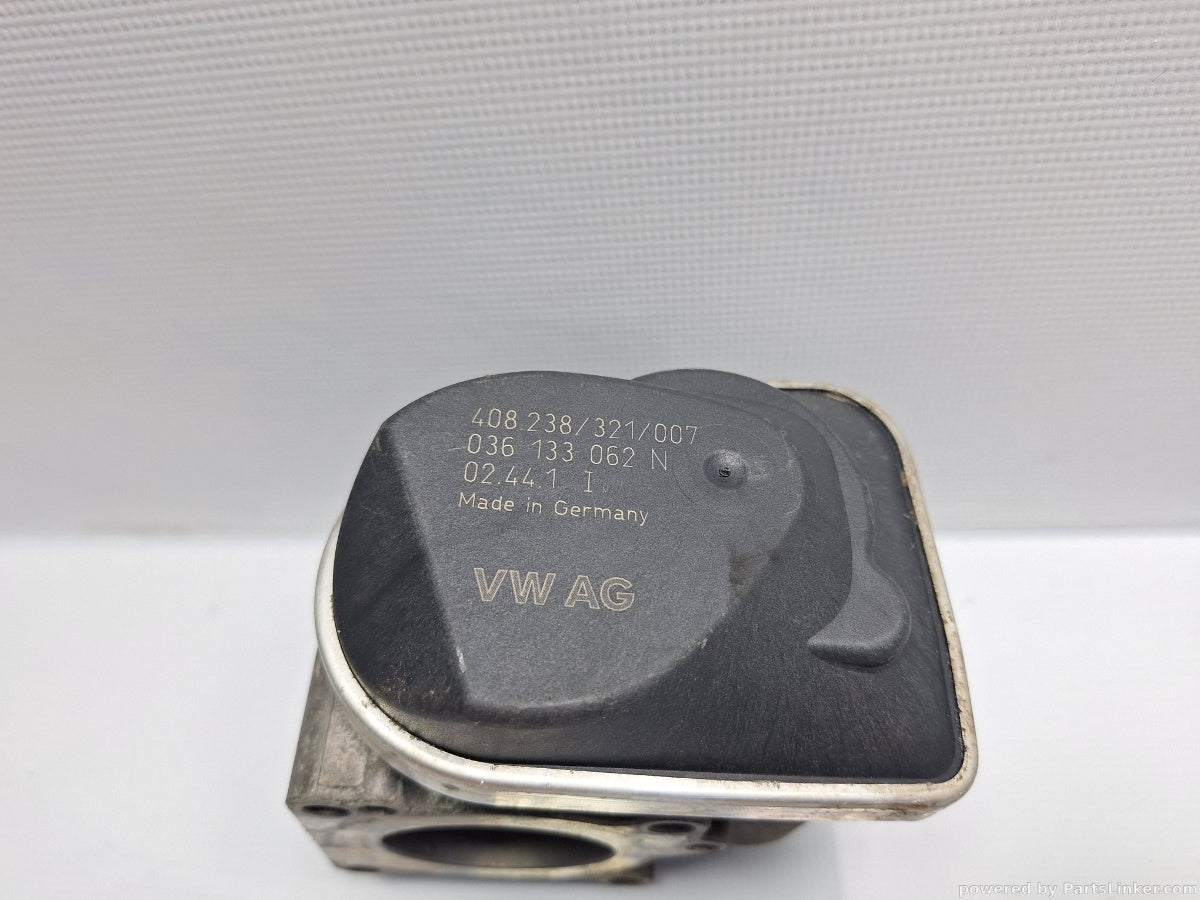 408.238/321/007
036 133 062 N
02.44.1 I.
Made in Germany
VW AG
powered by PartsLinker.com